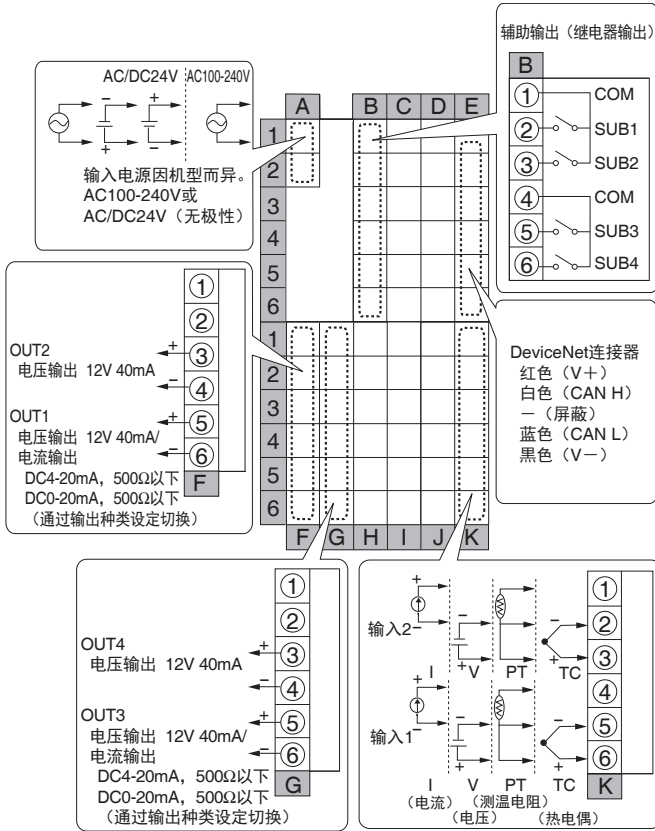 辅助输出（继电器输出）
B
① COM
② SUB1
③ SUB2
④ COM
⑤ SUB3
⑥ SUB4
AC/DC24V AC100-240V
－ ＋
＋ －
输入电源因机型而异。
AC100-240V或
AC/DC24V（无极性）
A B C D E
1
2
3
4
5
6
1
2
3
4
5
6
F G H I J K
DeviceNet连接器
红色（V＋）
白色（CAN H）
－（屏蔽）
蓝色（CAN L）
黑色（V－）
①
②
OUT2 ＋ ③
电压输出 12V 40mA
－ ④
OUT1 ＋ ⑤
电压输出 12V 40mA/
电流输出 － ⑥
DC4-20mA，500Ω以下 F
DC0-20mA，500Ω以下
（通过输出种类设定切换）
①
②
OUT4 ＋ ③
电压输出 12V 40mA
－ ④
OUT3 ＋ ⑤
电压输出 12V 40mA/
电流输出 － ⑥
DC4-20mA，500Ω以下 G
DC0-20mA，500Ω以下
（通过输出种类设定切换）
＋ ①
输入2 － － － ②
＋ ＋ ③
I V PT TC
＋ ④
输入1 － － － ⑤
＋ ＋ ⑥
I V PT TC K
（电流） （测温电阻）
（电压） （热电偶）